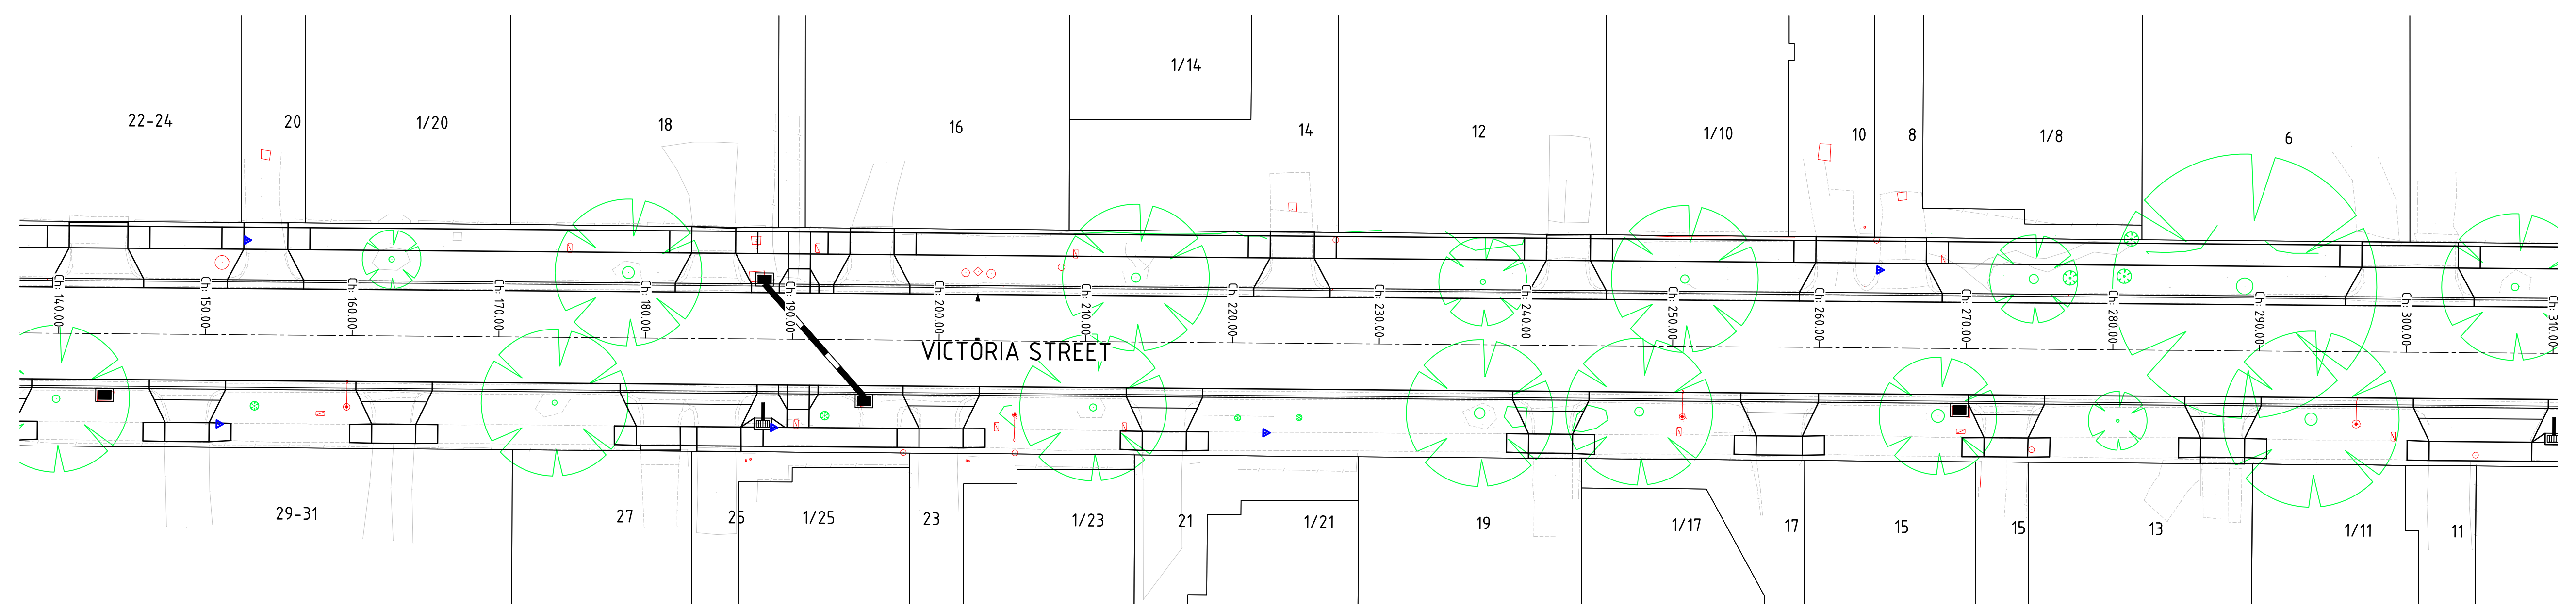 1/14
22-24
20
1/20
18
16
14
12
1/10
10
8
1/8
6
Ch: 140.00
Ch: 150.00
Ch: 160.00
Ch: 170.00
Ch: 180.00
Ch: 190.00
Ch: 200.00
Ch: 210.00
Ch: 220.00
Ch: 230.00
Ch: 240.00
Ch: 250.00
Ch: 260.00
Ch: 270.00
Ch: 280.00
Ch: 290.00
Ch: 300.00
Ch: 310.00
VICTORIA STREET
29-31
27
25
1/25
23
1/23
21
1/21
19
1/17
17
15
15
13
1/11
11